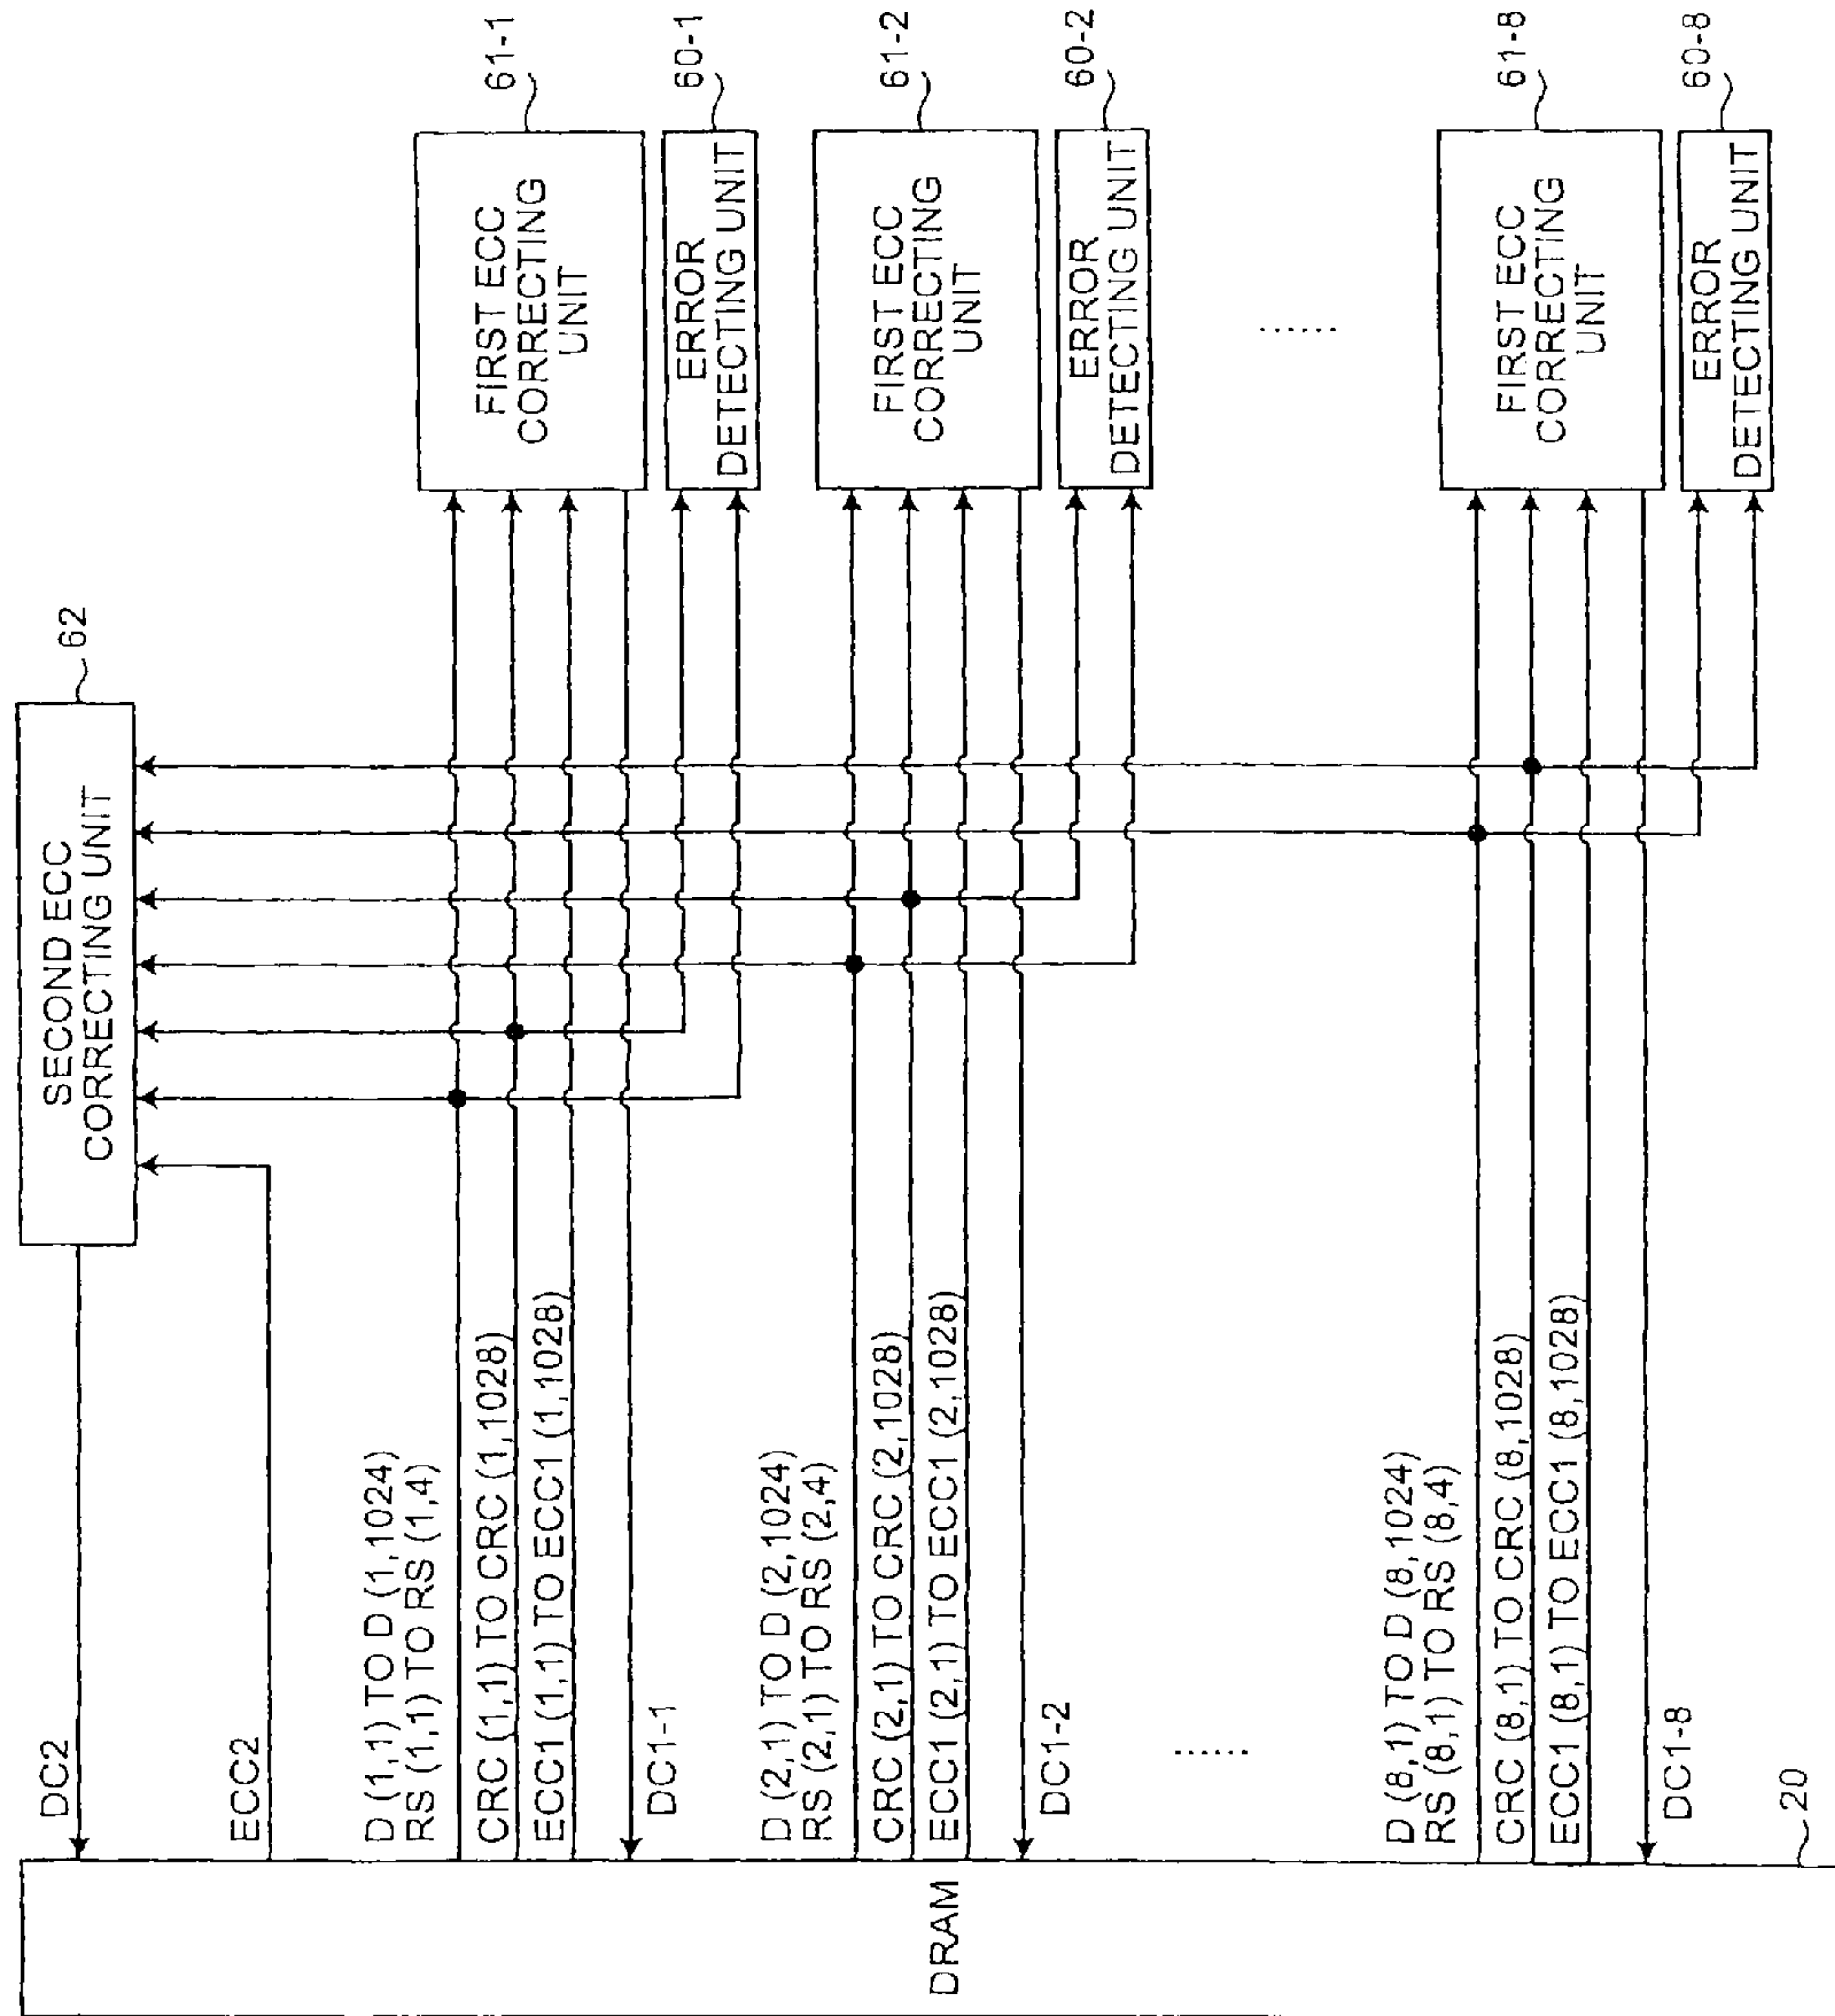 SECOND ECC
CORRECTING UNIT
62
DC2
ECC2
D (1,1) TO D (1,1024)
RS (1,1) TO RS (1,4)
CRC (1,1) TO CRC (1,1028)
ECC1 (1,1) TO ECC1 (1,1028)
DC1-1
FIRST ECC
CORRECTING
UNIT
61-1
ERROR
DETECTING UNIT
60-1
D (2,1) TO D (2,1024)
RS (2,1) TO RS (2,4)
CRC (2,1) TO CRC (2,1028)
ECC1 (2,1) TO ECC1 (2,1028)
DC1-2
FIRST ECC
CORRECTING
UNIT
61-2
ERROR
DETECTING UNIT
60-2
......
......
D (8,1) TO D (8,1024)
RS (8,1) TO RS (8,4)
CRC (8,1) TO CRC (8,1028)
ECC1 (8,1) TO ECC1 (8,1028)
DC1-8
FIRST ECC
CORRECTING
UNIT
61-8
ERROR
DETECTING UNIT
60-8
DRAM
20